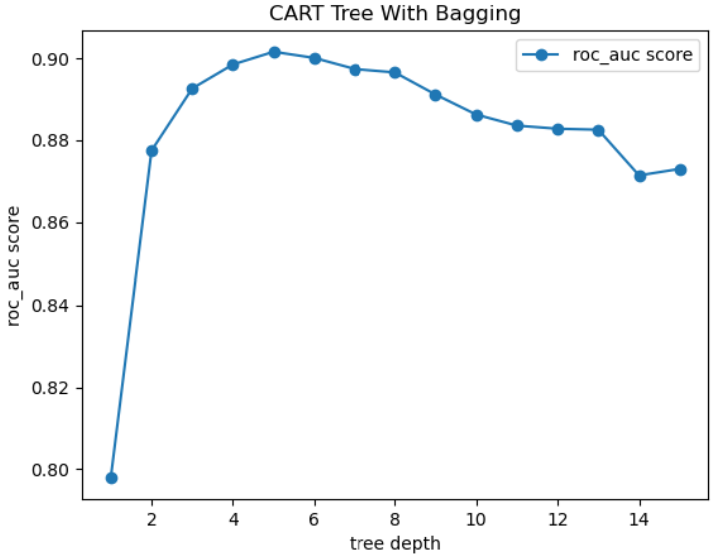 CART Tree With Bagging
roc_auc score
0.90
0.88
0.86
0.84
0.82
0.80
roc_auc score
2 4 6 8 10 12 14
tree depth